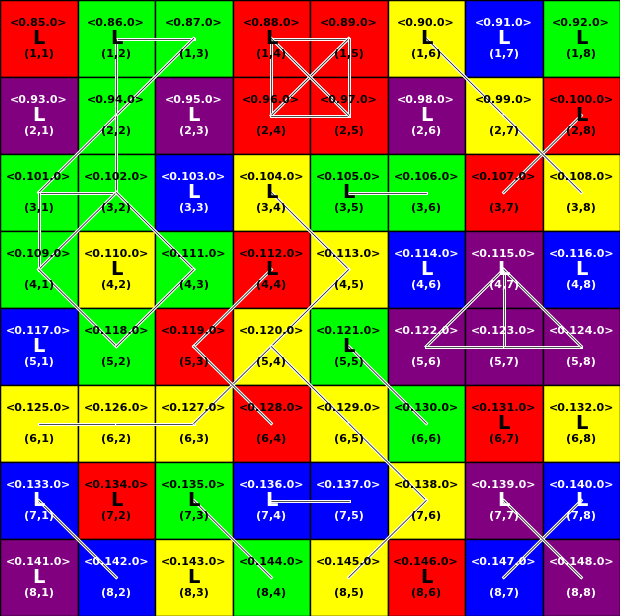 <0.85.0> <0.86.0> <0.87.0> <0.88.0> <0.89.0> <0.90.0> <0.91.0> <0.92.0>
L L L L L L
(1,1) (1,2) (1,3) (1,4) (1,5) (1,6) (1,7) (1,8)
<0.93.0> <0.94.0> <0.95.0> <0.96.0> <0.97.0> <0.98.0> <0.99.0> <0.100.0>
L L L L
(2,1) (2,2) (2,3) (2,4) (2,5) (2,6) (2,7) (2,8)
<0.101.0> <0.102.0> <0.103.0> <0.104.0> <0.105.0> <0.106.0> <0.107.0> <0.108.0>
L L L
(3,1) (3,2) (3,3) (3,4) (3,5) (3,6) (3,7) (3,8)
<0.109.0> <0.110.0> <0.111.0> <0.112.0> <0.113.0> <0.114.0> <0.115.0> <0.116.0>
L L L L L
(4,1) (4,2) (4,3) (4,4) (4,5) (4,6) (4,7) (4,8)
<0.117.0> <0.118.0> <0.119.0> <0.120.0> <0.121.0> <0.122.0> <0.123.0> <0.124.0>
L L
(5,1) (5,2) (5,3) (5,4) (5,5) (5,6) (5,7) (5,8)
<0.125.0> <0.126.0> <0.127.0> <0.128.0> <0.129.0> <0.130.0> <0.131.0> <0.132.0>
L L
(6,1) (6,2) (6,3) (6,4) (6,5) (6,6) (6,7) (6,8)
<0.133.0> <0.134.0> <0.135.0> <0.136.0> <0.137.0> <0.138.0> <0.139.0> <0.140.0>
L L L L L L
(7,1) (7,2) (7,3) (7,4) (7,5) (7,6) (7,7) (7,8)
<0.141.0> <0.142.0> <0.143.0> <0.144.0> <0.145.0> <0.146.0> <0.147.0> <0.148.0>
L L L
(8,1) (8,2) (8,3) (8,4) (8,5) (8,6) (8,7) (8,8)